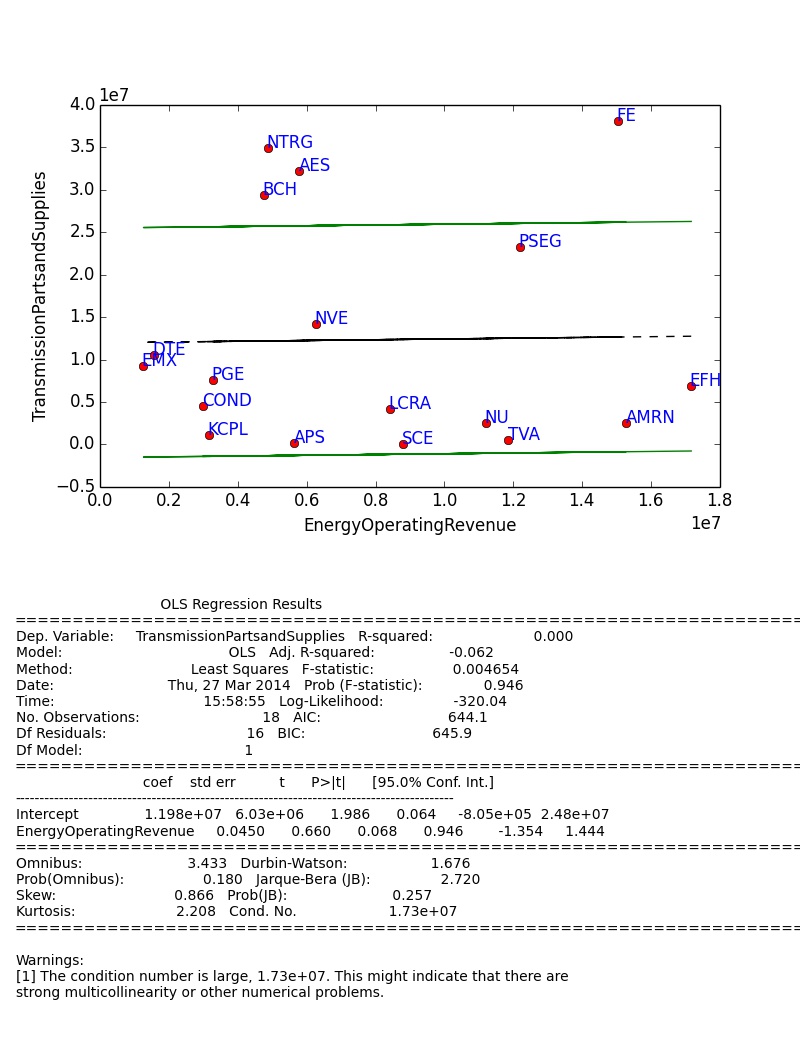 1e7
4.0
FE
NTRG
3.5
AES
BCH
3.0
2.5
PSEG
2.0
TransmissionPartsandSupplies
1.5
NVE
DTE
1.0
EMX
PGE
EFH
0.5
COND
LCRA
NU
AMRN
KCPL
APS
SCE
TVA
0.0
−0.5
0.0 0.2 0.4 0.6 0.8 1.0 1.2 1.4 1.6 1.8
EnergyOperatingRevenue 1e7
OLS Regression Results
==============================================================================
Dep. Variable: TransmissionPartsandSupplies R-squared: 0.000
Model: OLS Adj. R-squared: -0.062
Method: Least Squares F-statistic: 0.004654
Date: Thu, 27 Mar 2014 Prob (F-statistic): 0.946
Time: 15:58:55 Log-Likelihood: -320.04
No. Observations: 18 AIC: 644.1
Df Residuals: 16 BIC: 645.9
Df Model: 1
==============================================================================
coef std err t P>|t| [95.0% Conf. Int.]
------------------------------------------------------------------------------------------
Intercept 1.198e+07 6.03e+06 1.986 0.064 -8.05e+05 2.48e+07
EnergyOperatingRevenue 0.0450 0.660 0.068 0.946 -1.354 1.444
==============================================================================
Omnibus: 3.433 Durbin-Watson: 1.676
Prob(Omnibus): 0.180 Jarque-Bera (JB): 2.720
Skew: 0.866 Prob(JB): 0.257
Kurtosis: 2.208 Cond. No. 1.73e+07
==============================================================================
Warnings:
[1] The condition number is large, 1.73e+07. This might indicate that there are
strong multicollinearity or other numerical problems.